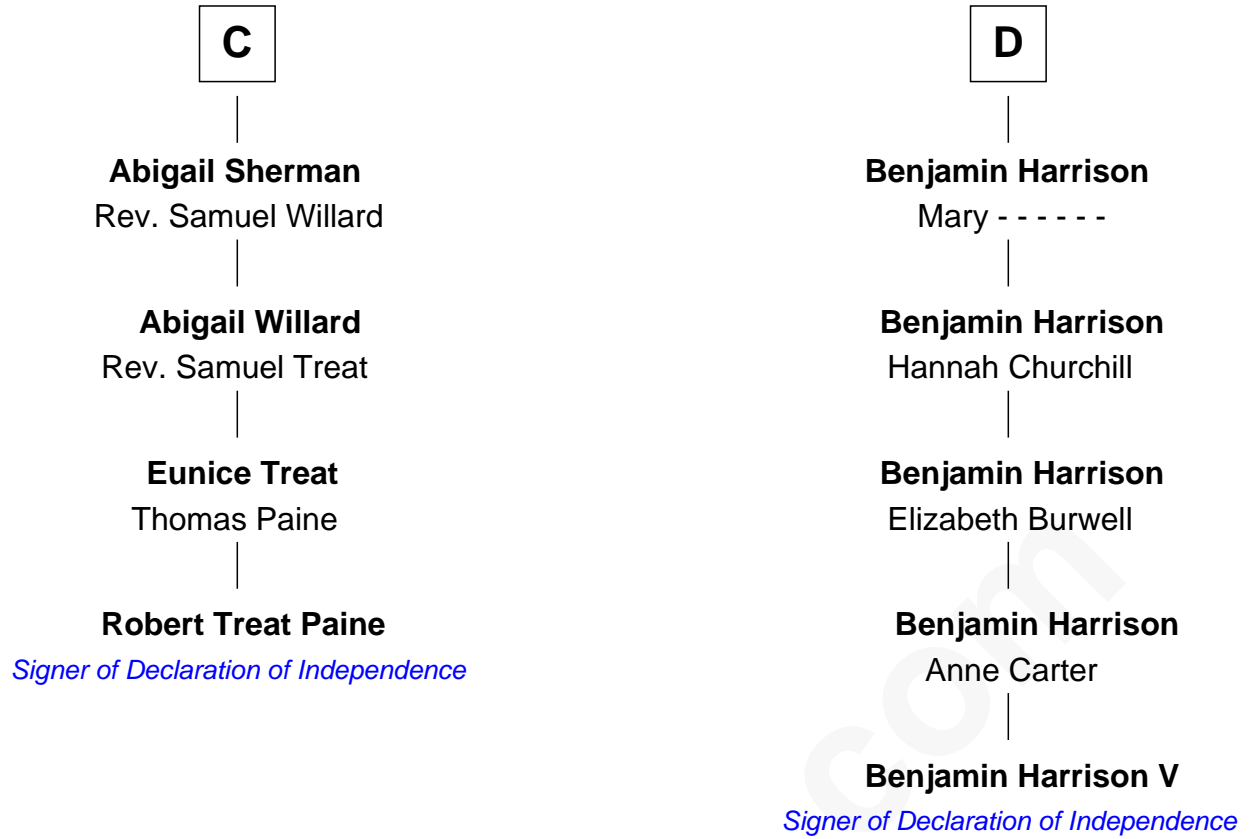 C
Abigail Sherman
Rev. Samuel Willard
Abigail Willard
Rev. Samuel Treat
Eunice Treat
Thomas Paine
Robert Treat Paine
Signer of Declaration of Independence
D
Benjamin Harrison
Mary - - - - - -
Benjamin Harrison
Hannah Churchill
Benjamin Harrison
Elizabeth Burwell
Benjamin Harrison
Anne Carter
Benjamin Harrison V
Signer of Declaration of Independence
com